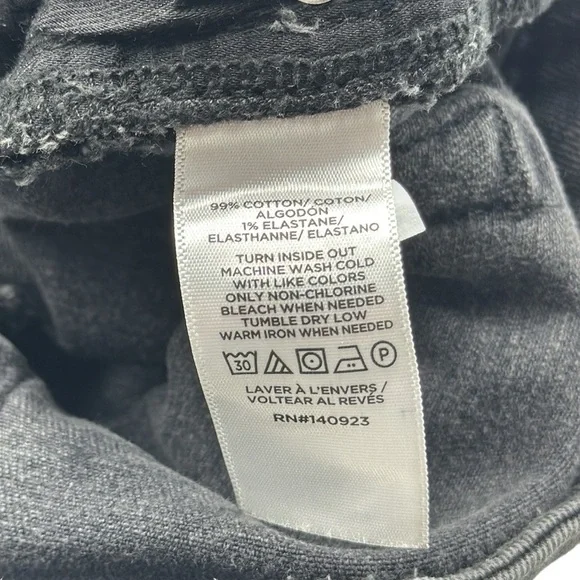 99% COTTON/ COTON/
ALGODÓN
1% ELASTANE/
ELASTHANNE/ ELASTANO
TURN INSIDE OUT
MACHINE WASH COLD
WITH LIKE COLORS
ONLY NON-CHLORINE
BLEACH WHEN NEEDED
TUMBLE DRY LOW
WARM IRON WHEN NEEDED
30 P
LAVER À L'ENVERS/
VOLTEAR AL REVÉS
RN#140923